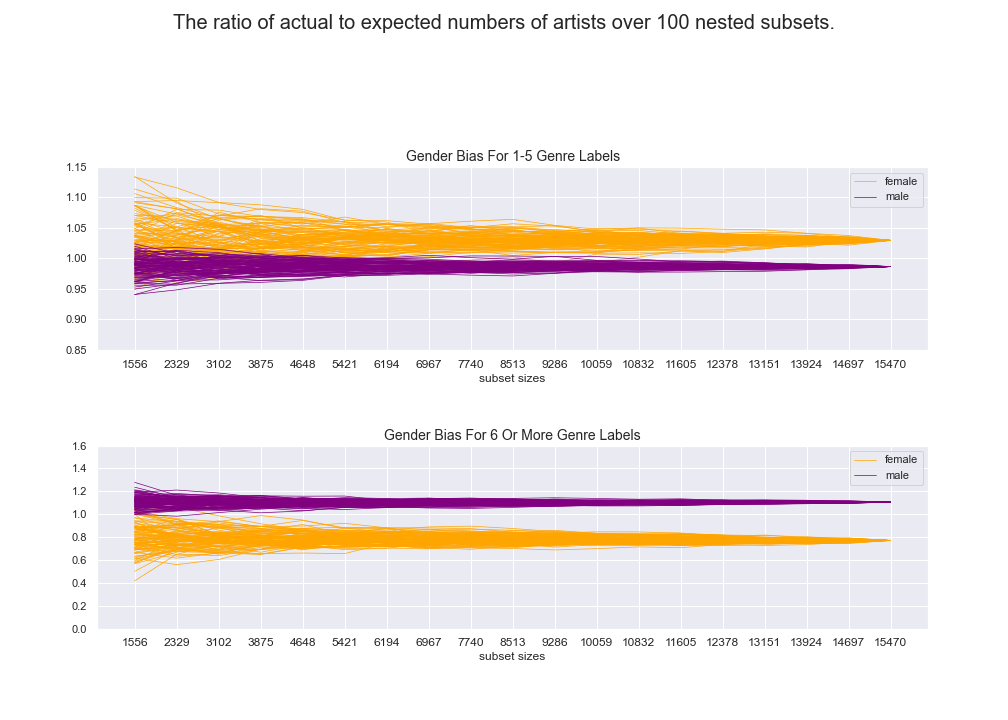 The ratio of actual to expected numbers of artists over 100 nested subsets.
Gender Bias For 1-5 Genre Labels
1.15
1.10
1.05
1.00
0.95
0.90
0.85
female
male
1556 2329 3102 3875 4648 5421 6194 6967 7740 8513 9286 10059 10832 11605 12378 13151 13924 14697 15470
subset sizes
Gender Bias For 6 Or More Genre Labels
1.6
1.4
1.2
1.0
0.8
0.6
0.4
0.2
0.0
female
male
1556 2329 3102 3875 4648 5421 6194 6967 7740 8513 9286 10059 10832 11605 12378 13151 13924 14697 15470
subset sizes